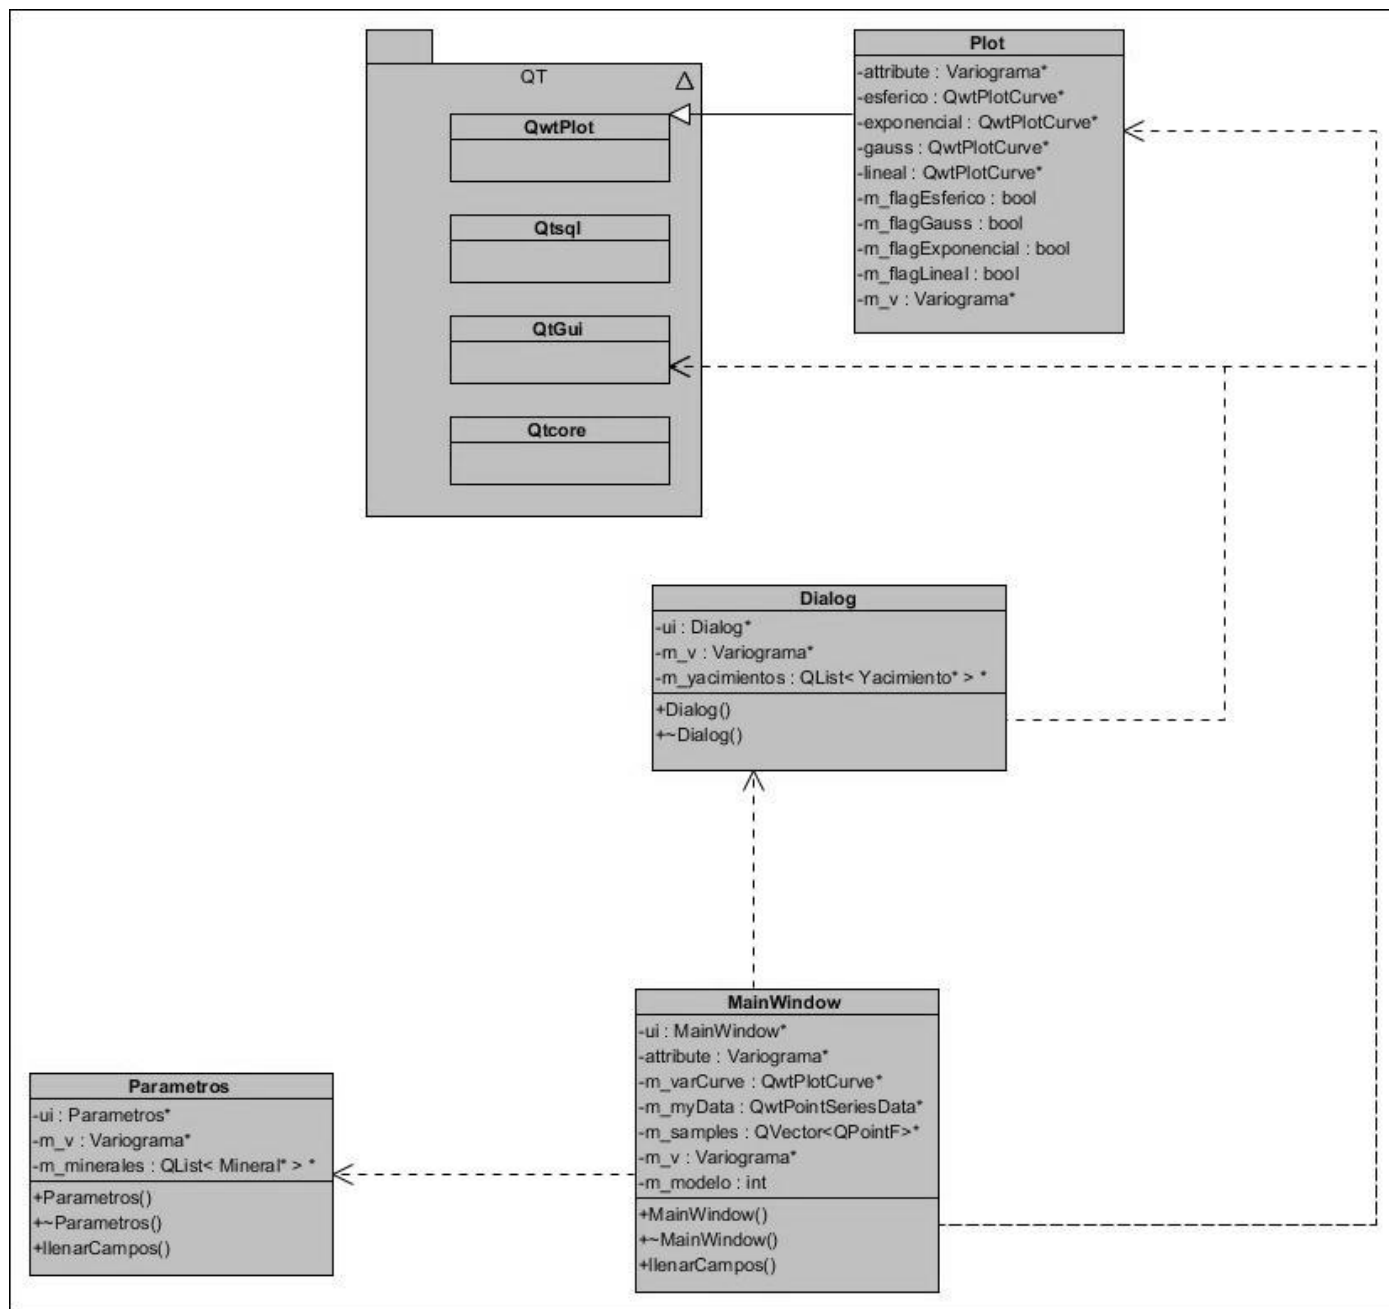 QT
QwtPlot
Qtsql
QtGui
Qtcore
Plot
-attribute : Variograma*
-esferico : QwtPlotCurve*
-exponencial : QwtPlotCurve*
-gauss : QwtPlotCurve*
-lineal : QwtPlotCurve*
-m_flagEsferico : bool
-m_flagGauss : bool
-m_flagExponencial : bool
-m_flagLineal : bool
-m_v : Variograma*
Dialog
-ui : Dialog*
-m_v : Variograma*
-m_yacimientos : QList< Yacimiento* > *
+Dialog()
+~Dialog()
MainWindow
-ui : MainWindow*
-attribute : Variograma*
-m_varCurve : QwtPlotCurve*
-m_myData : QwtPointSeriesData*
-m_samples : QVector<QPointF>*
-m_v : Variograma*
-m_modelo : int
+MainWindow()
+~MainWindow()
+llenarCampos()
Parametros
-ui : Parametros*
-m_v : Variograma*
-m_minerales : QList< Mineral* > *
+Parametros()
+~Parametros()
+llenarCampos()